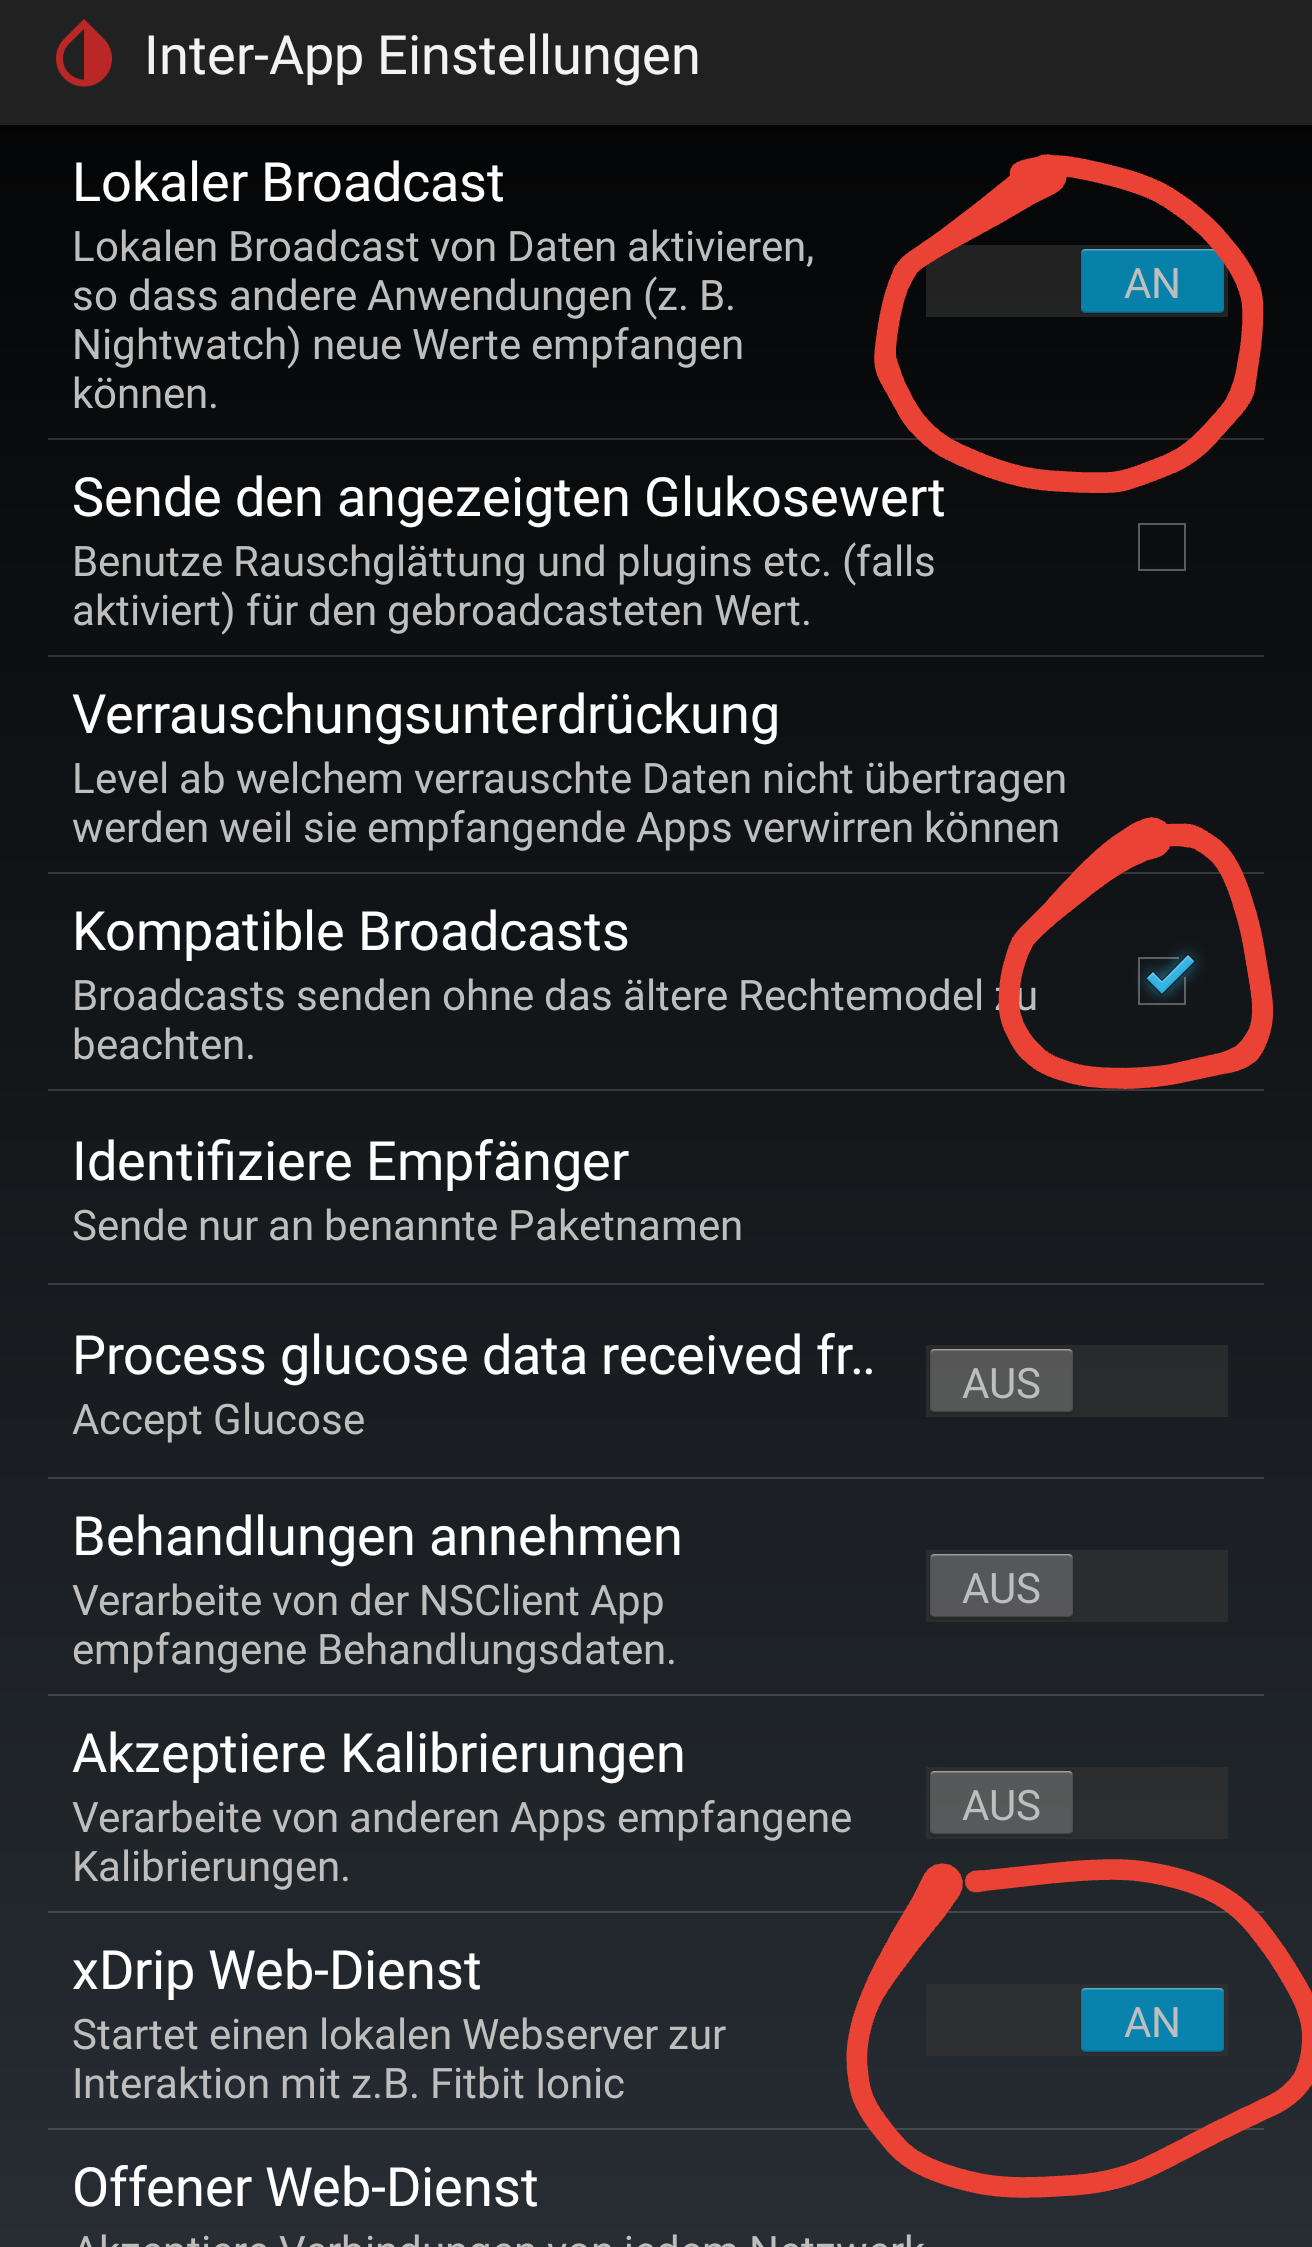 Inter-App Einstellungen
Lokaler Broadcast
Lokalen Broadcast von Daten aktivieren,
so dass andere Anwendungen (z. B.
Nightwatch) neue Werte empfangen
können.
AN
Sende den angezeigten Glukosewert
Benutze Rauschglättung und plugins etc. (falls
aktiviert) für den gebroadcasteten Wert.
Verrauschungsunterdrückung
Level ab welchem verrauschte Daten nicht übertragen
werden weil sie empfangende Apps verwirren können
Kompatible Broadcasts
Broadcasts senden ohne das ältere Rechtemodel zu
beachten.
Identifiziere Empfänger
Sende nur an benannte Paketnamen
Process glucose data received fr..
Accept Glucose
AUS
Behandlungen annehmen
Verarbeite von der NSClient App
empfangene Behandlungsdaten.
AUS
Akzeptiere Kalibrierungen
Verarbeite von anderen Apps empfangene
Kalibrierungen.
AUS
xDrip Web-Dienst
Startet einen lokalen Webserver zur
Interaktion mit z.B. Fitbit Ionic
AN
Offener Web-Dienst
Akzeptiere Verbindungen von jedem Netzwerk